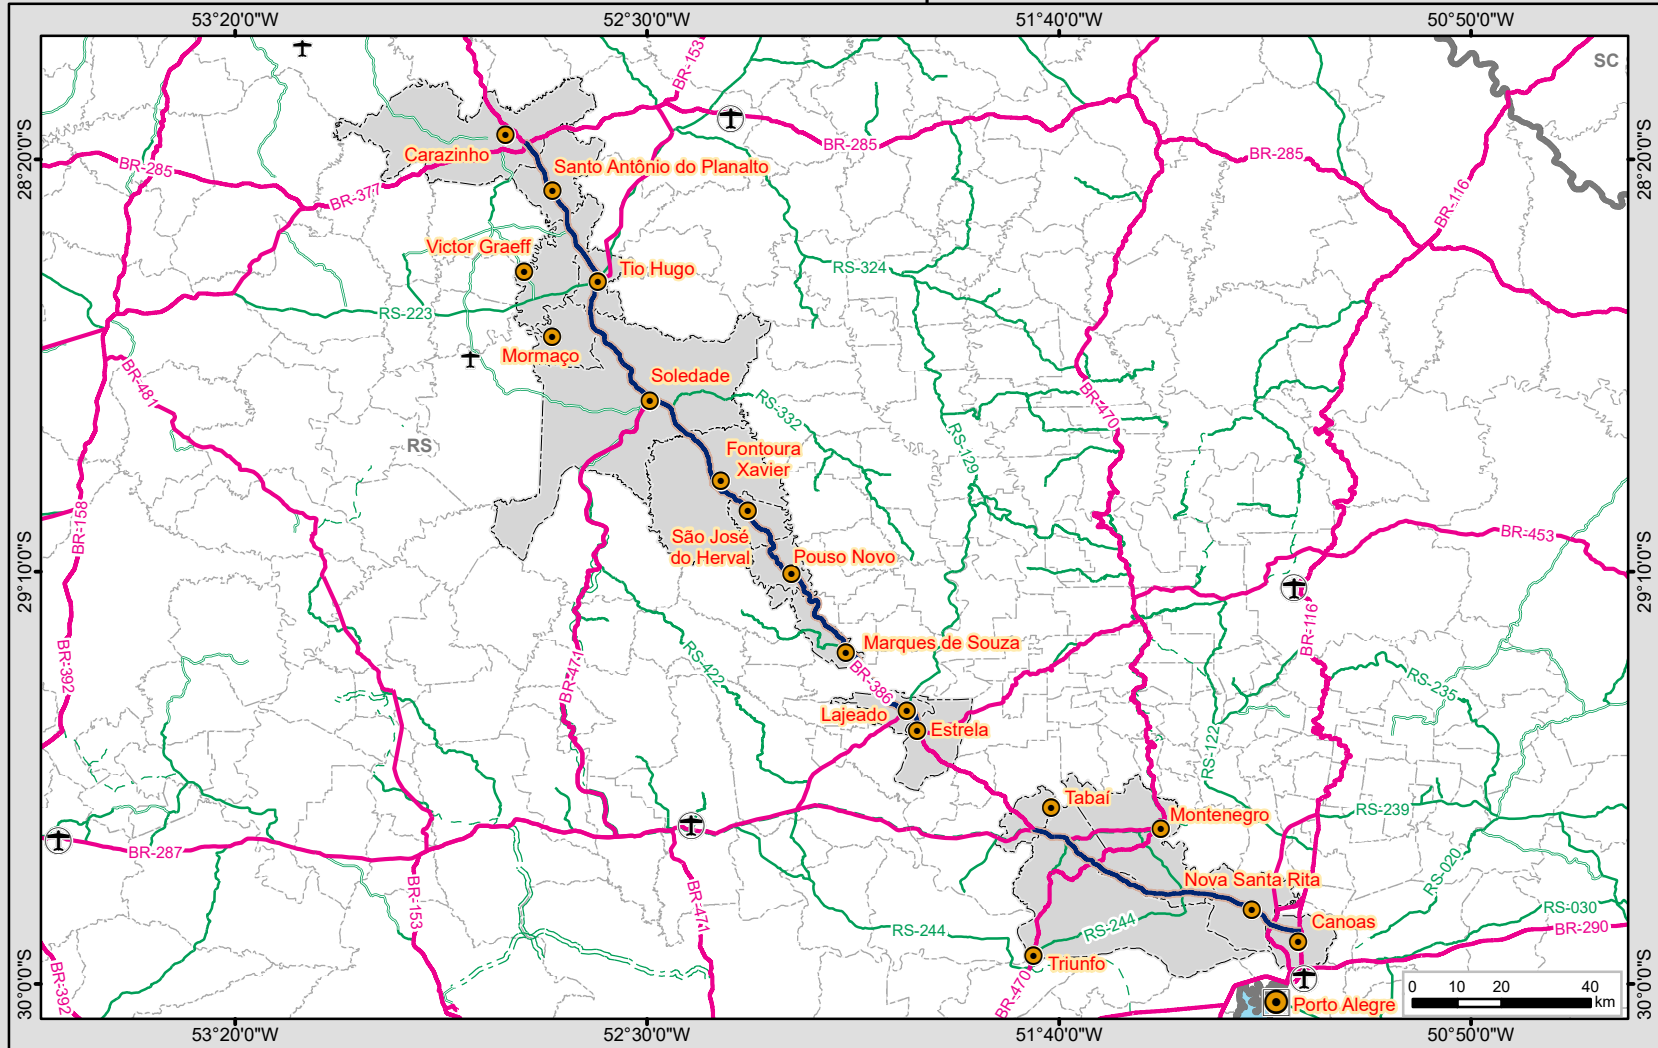 53°20'0"W
52°30'0"W
51°40'0"W
50°50'0"W
SC
BR-153
28°20'0"S
28°20'0"S
Carazinho
BR-285
BR-285
BR-285
BR-377
Santo Antônio do Planalto
BR-116
Victor Graeff
Tio Hugo
RS-324
RS-223
Mormaço
BR-481
Soledade
RS-332
BR-470
RS
RS-129
Fontoura
Xavier
BR-158
São José
do Herval
Pouso Novo
BR-453
29°10'0"S
29°10'0"S
BR-116
BR-392
BR-471
RS-422
Marques de Souza
BR-386
RS-235
Lajeado
Estrela
RS-122
Tabaí
Montenegro
RS-239
BR-287
BR-153
BR-471
Nova Santa Rita
RS-020
RS-244
RS-244
Canoas
RS-030
BR-290
Triunfo
BR-392
BR-470
Porto Alegre
0 10 20 40
km
30°0'0"S
30°0'0"S
53°20'0"W
52°30'0"W
51°40'0"W
50°50'0"W